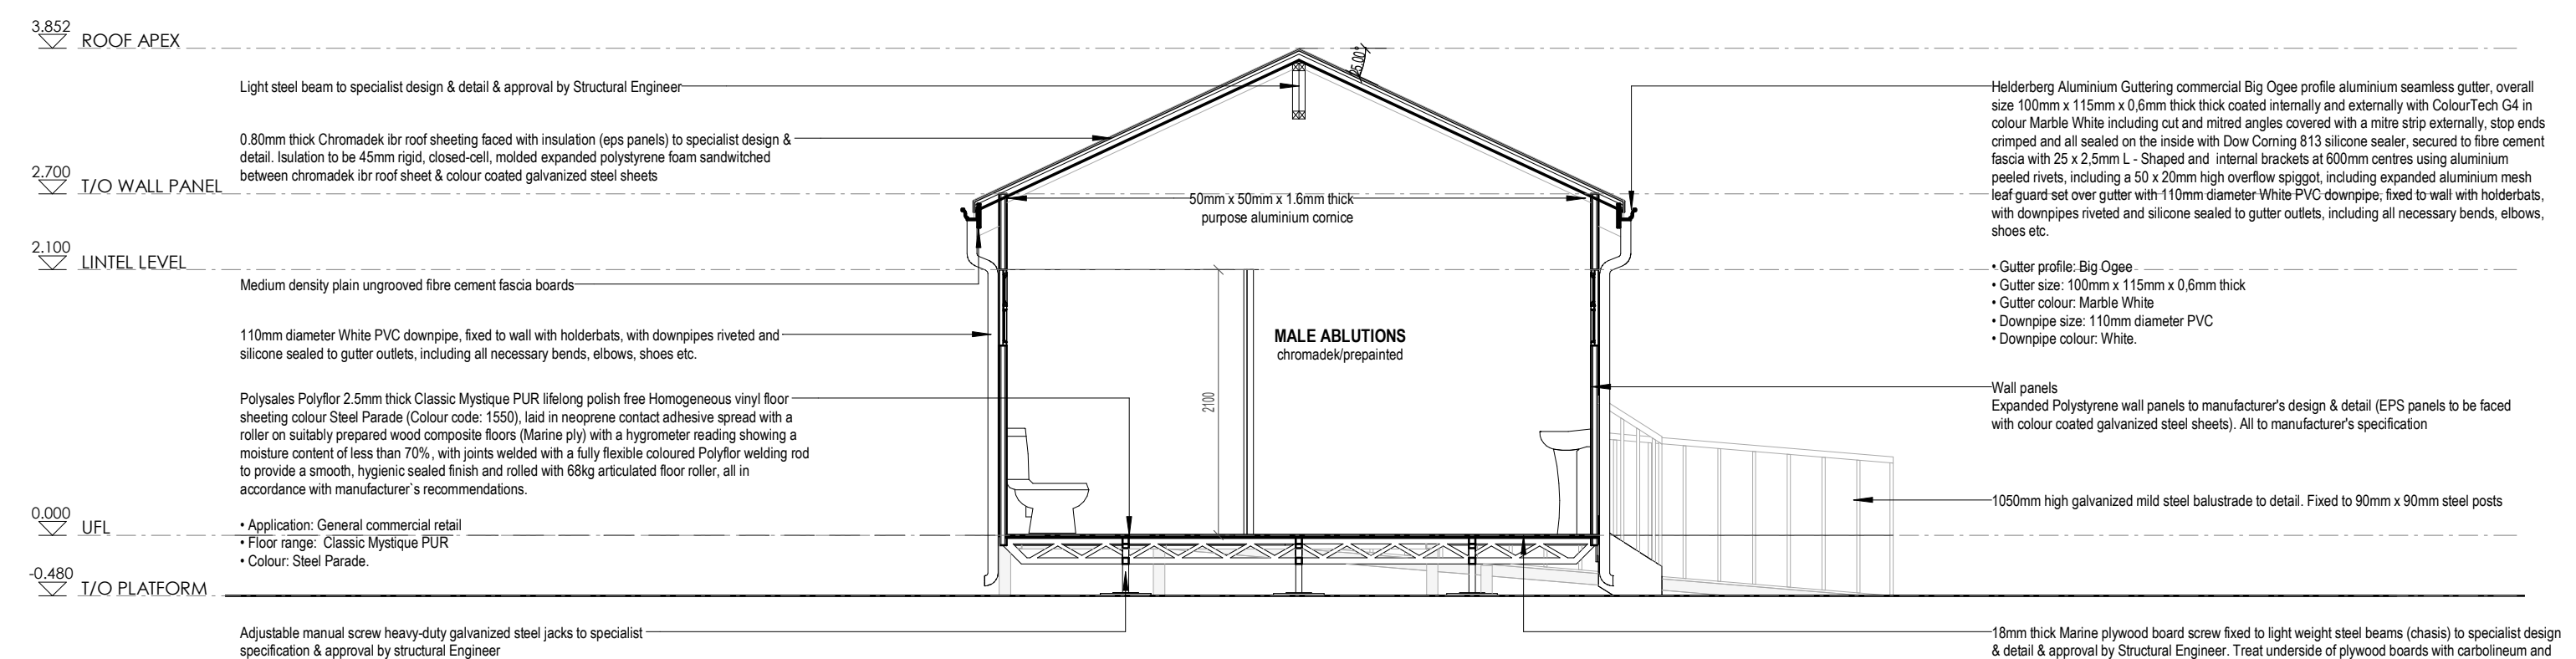 3.852
ROOF APEX
2.700
T/O WALL PANEL
2.100
LINTEL LEVEL
0.000
UFL
-0.480
T/O PLATFORM
Light steel beam to specialist design & detail & approval by Structural Engineer
0.80mm thick Chromadek ibr roof sheeting faced with insulation (eps panels) to specialist design &
detail. Isulation to be 45mm rigid, closed-cell, molded expanded polystyrene foam sandwitched
between chromadek ibr roof sheet & colour coated galvanized steel sheets
Medium density plain ungrooved fibre cement fascia boards
110mm diameter White PVC downpipe, fixed to wall with holderbats, with downpipes riveted and
silicone sealed to gutter outlets, including all necessary bends, elbows, shoes etc.
Polysales Polyflor 2.5mm thick Classic Mystique PUR lifelong polish free Homogeneous vinyl floor
sheeting colour Steel Parade (Colour code: 1550), laid in neoprene contact adhesive spread with a
roller on suitably prepared wood composite floors (Marine ply) with a hygrometer reading showing a
moisture content of less than 70%, with joints welded with a fully flexible coloured Polyflor welding rod
to provide a smooth, hygienic sealed finish and rolled with 68kg articulated floor roller, all in
accordance with manufacturer`s recommendations.
• Application: General commercial retail
• Floor range: Classic Mystique PUR
• Colour: Steel Parade.
Adjustable manual screw heavy-duty galvanized steel jacks to specialist
specification & approval by structural Engineer
25.00°
50mm x 50mm x 1.6mm thick
purpose aluminium cornice
MALE ABLUTIONS
chromadek/prepainted
2100
Helderberg Aluminium Guttering commercial Big Ogee profile aluminium seamless gutter, overall
size 100mm x 115mm x 0,6mm thick thick coated internally and externally with ColourTech G4 in
colour Marble White including cut and mitred angles covered with a mitre strip externally, stop ends
crimped and all sealed on the inside with Dow Corning 813 silicone sealer, secured to fibre cement
fascia with 25 x 2,5mm L - Shaped and internal brackets at 600mm centres using aluminium
peeled rivets, including a 50 x 20mm high overflow spiggot, including expanded aluminium mesh
leaf guard set over gutter with 110mm diameter White PVC downpipe, fixed to wall with holderbats,
with downpipes riveted and silicone sealed to gutter outlets, including all necessary bends, elbows,
shoes etc.
• Gutter profile: Big Ogee
• Gutter size: 100mm x 115mm x 0,6mm thick
• Gutter colour: Marble White
• Downpipe size: 110mm diameter PVC
• Downpipe colour: White.
Wall panels
Expanded Polystyrene wall panels to manufacturer's design & detail (EPS panels to be faced
with colour coated galvanized steel sheets). All to manufacturer's specification
1050mm high galvanized mild steel balustrade to detail. Fixed to 90mm x 90mm steel posts
18mm thick Marine plywood board screw fixed to light weight steel beams (chasis) to specialist design
& detail & approval by Structural Engineer. Treat underside of plywood boards with carbolineum and